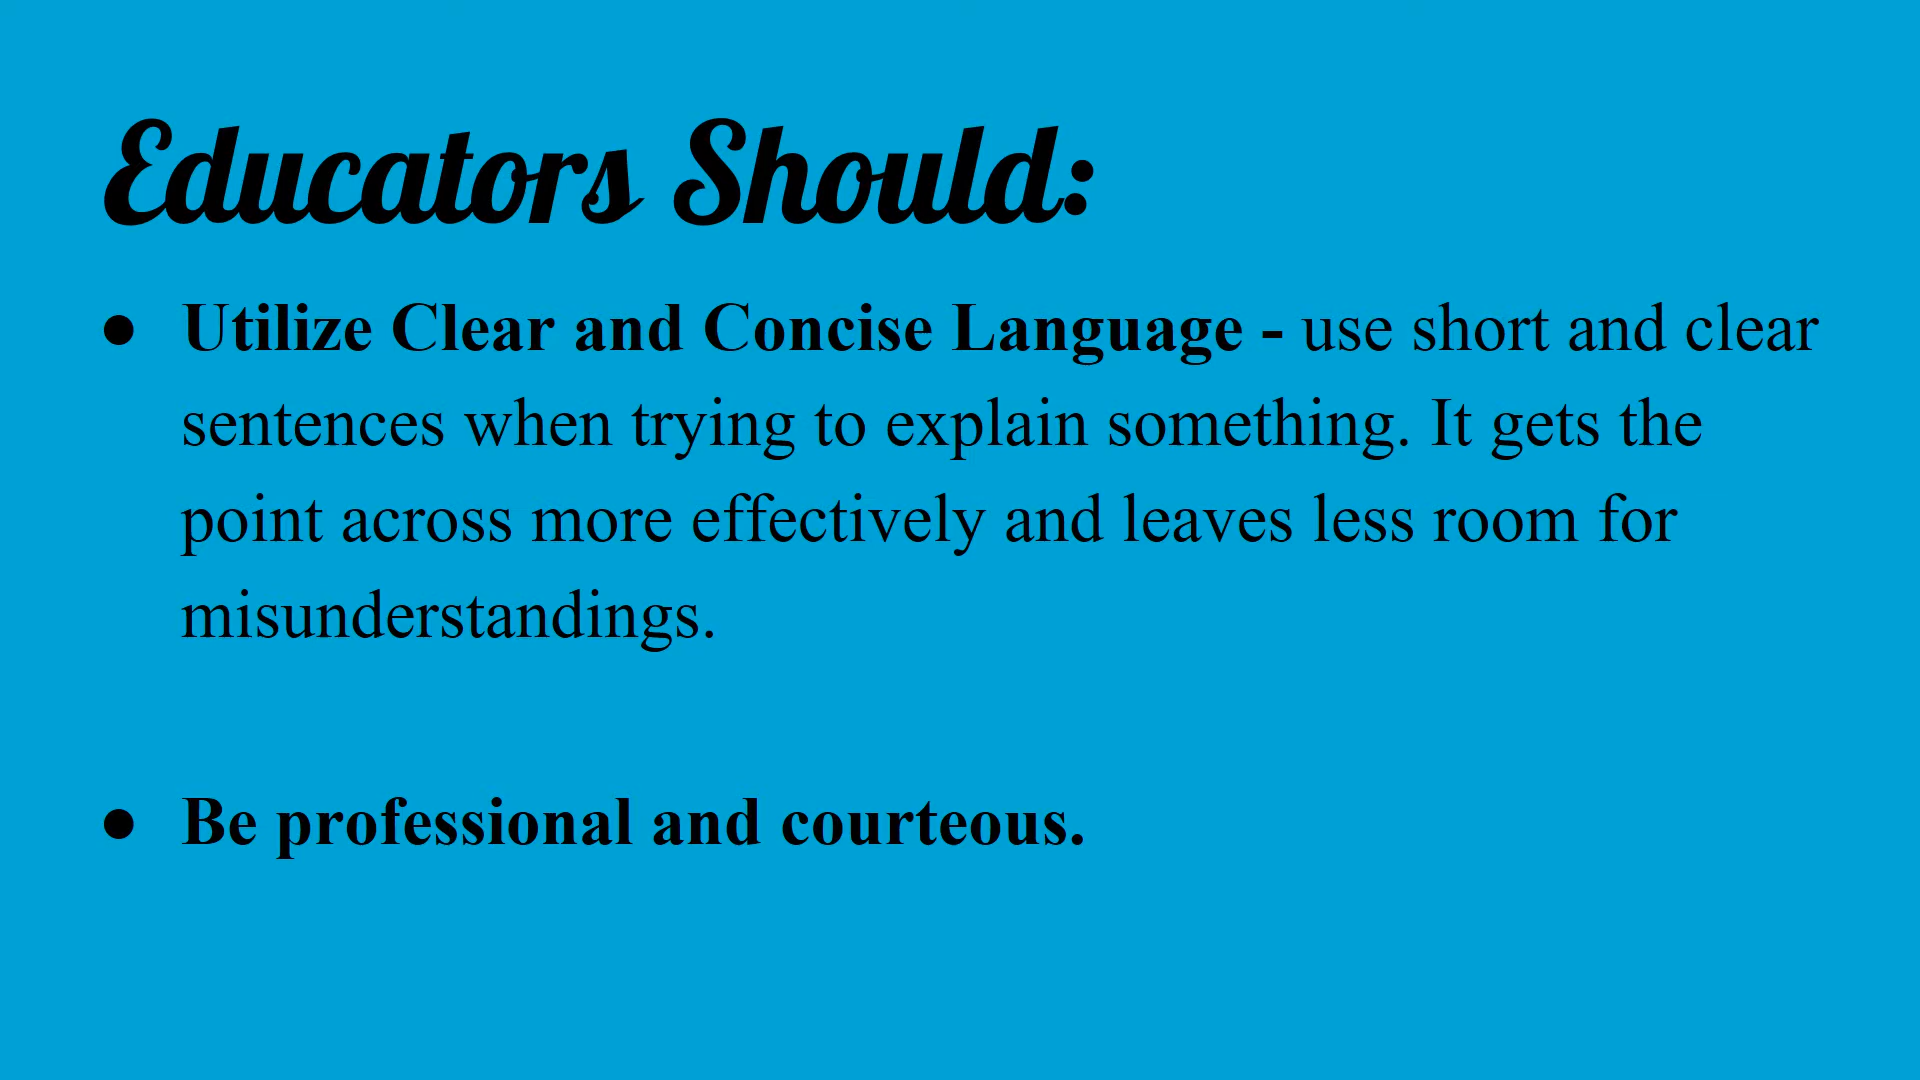 Educators Should:
● Utilize Clear and Concise Language - use short and clear
sentences when trying to explain something. It gets the
point across more effectively and leaves less room for
misunderstandings.
● Be professional and courteous.